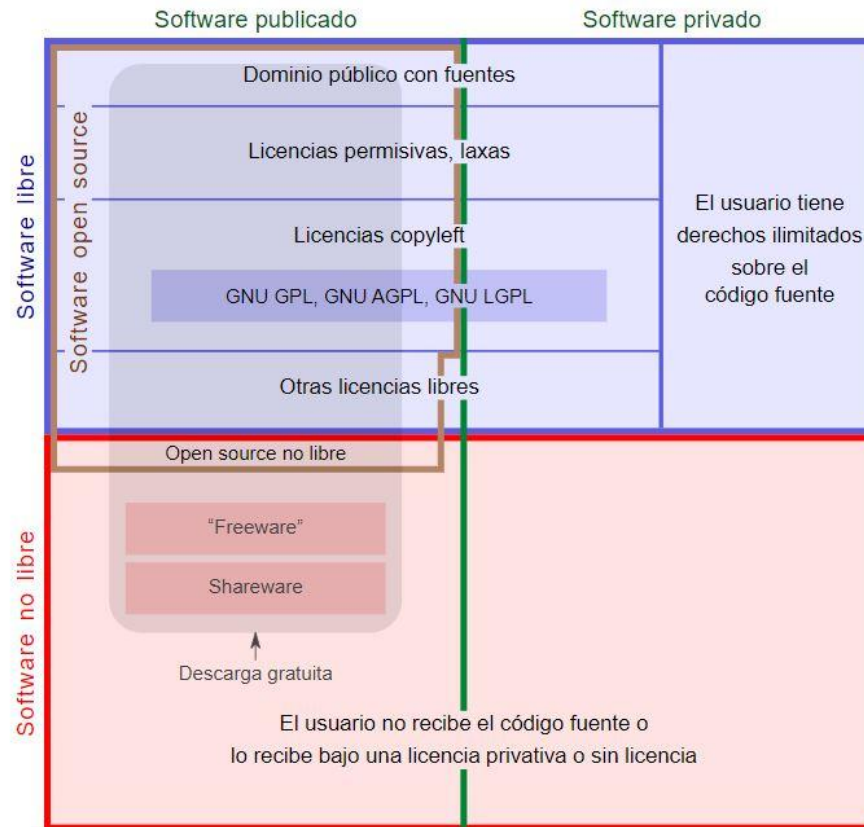 Software publicado
Software privado
Software libre
Software open source
Dominio público con fuentes
Licencias permisivas, laxas
Licencias copyleft
GNU GPL, GNU AGPL, GNU LGPL
Otras licencias libres
El usuario tiene
derechos ilimitados
sobre el
código fuente
Software no libre
Open source no libre
“Freeware”
Shareware
Descarga gratuita
El usuario no recibe el código fuente o
lo recibe bajo una licencia privativa o sin licencia